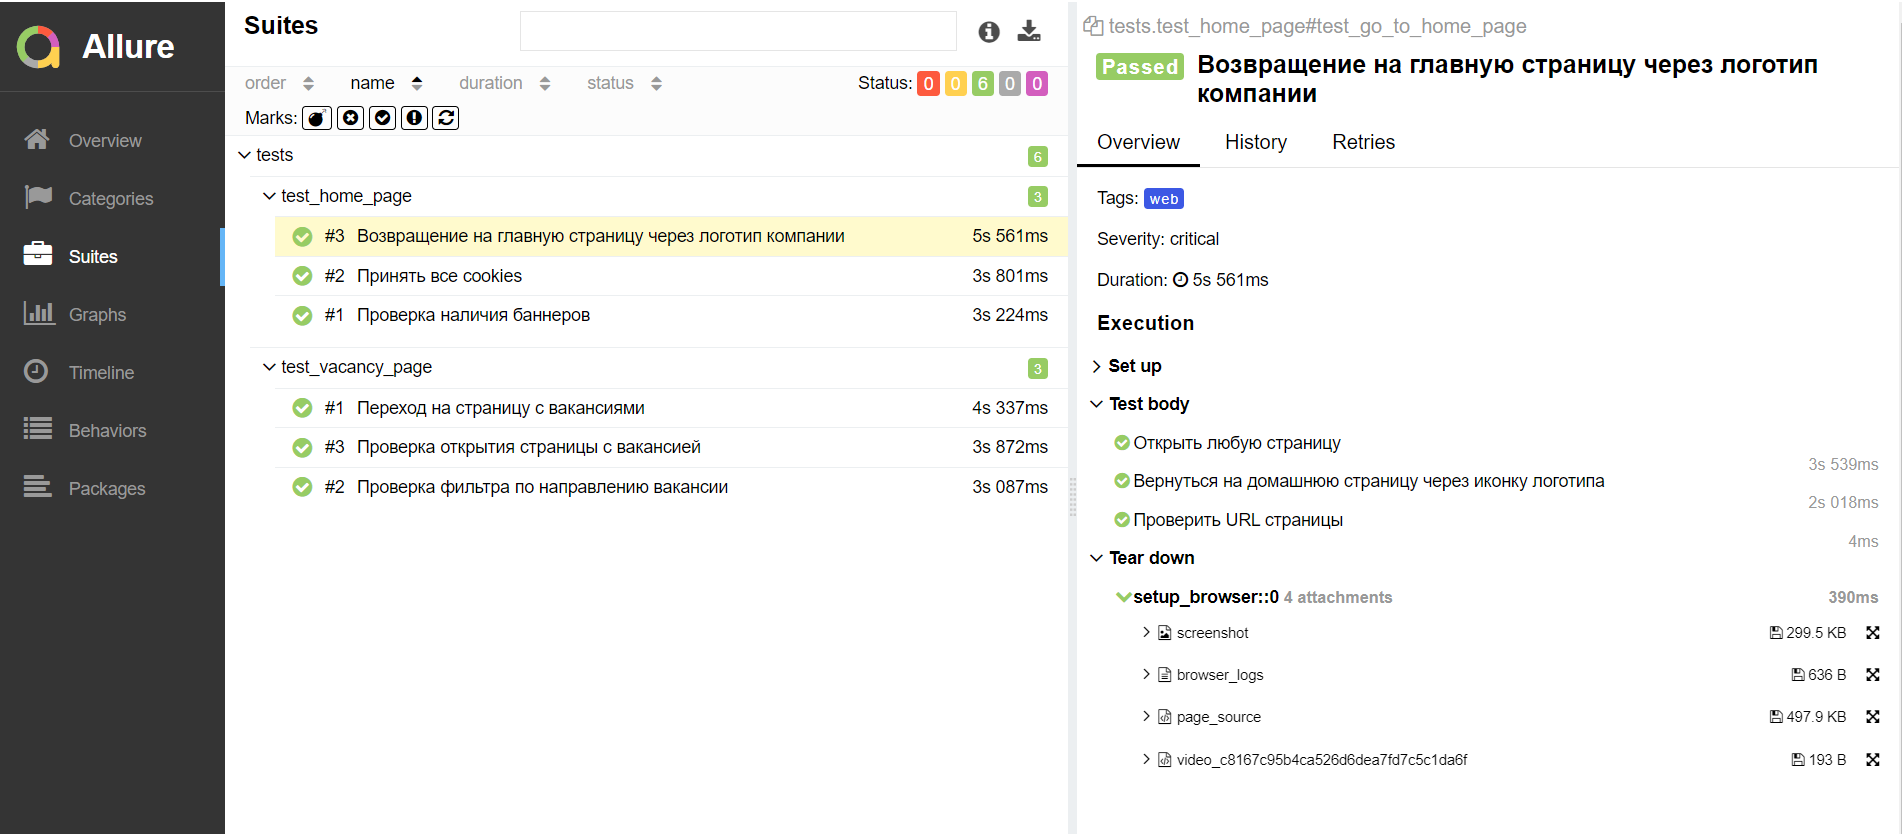 Allure
Overview
Categories
Suites
Graphs
Timeline
Behaviors
Packages
Suites
order name duration status Status: 0 0 6 0 0
Marks:
tests 6
test_home_page 3
#3 Возвращение на главную страницу через логотип компании 5s 561ms
#2 Принять все cookies 3s 801ms
#1 Проверка наличия баннеров 3s 224ms
test_vacancy_page 3
#1 Переход на страницу с вакансиями 4s 337ms
#3 Проверка открытия страницы с вакансией 3s 872ms
#2 Проверка фильтра по направлению вакансии 3s 087ms
tests.test_home_page#test_go_to_home_page
Passed Возвращение на главную страницу через логотип
компании
Overview History Retries
Tags: web
Severity: critical
Duration: 5s 561ms
Execution
Set up
Test body
Открыть любую страницу
3s 539ms
Вернуться на домашнюю страницу через иконку логотипа
2s 018ms
Проверить URL страницы
4ms
Tear down
setup_browser::0 4 attachments 390ms
screenshot 299.5 KB
browser_logs 636 B
page_source 497.9 KB
video_c8167c95b4ca526d6dea7fd7c5c1da6f 193 B